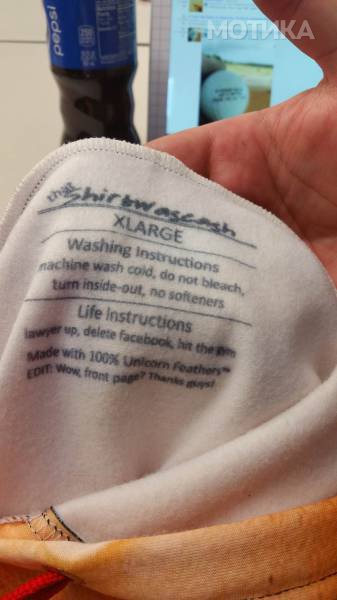 МОТИКА
pepsi
that
shirtwascash
XLARGE
Washing Instructions
machine wash cold, do not bleach,
turn inside-out, no softeners
Life Instructions
lawyer up, delete facebook, hit the gym
Made with 100% Unicorn Feathers™
EDIT: Wow, front page? Thanks guys!